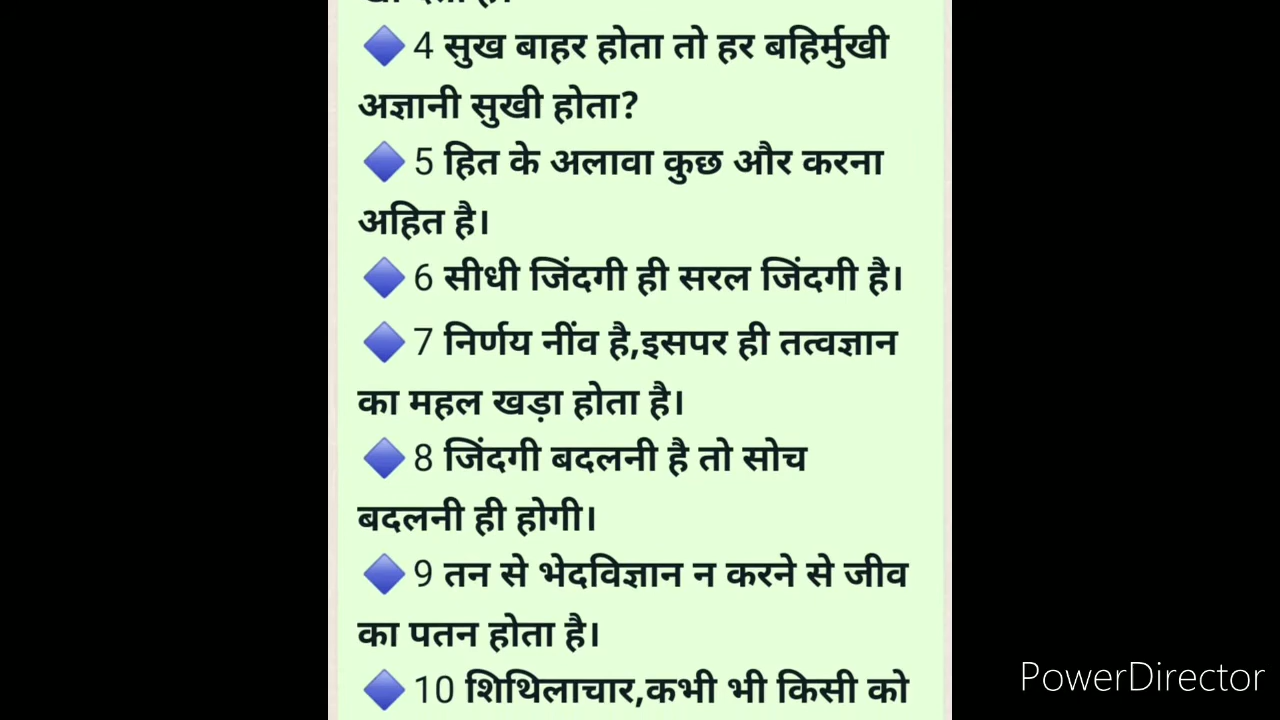 🔷4 सुख बाहर होता तो हर बहिर्मुखी
अज्ञानी सुखी होता?
🔷5 हित के अलावा कुछ और करना
अहित है।
🔷6 सीधी जिंदगी ही सरल जिंदगी है।
🔷7 निर्णय नींव है,इसपर ही तत्वज्ञान
का महल खड़ा होता है।
🔷8 जिंदगी बदलनी है तो सोच
बदलनी ही होगी।
🔷9 तन से भेदविज्ञान न करने से जीव
का पतन होता है।
🔷10 शिथिलाचार,कभी भी किसी को
PowerDirector